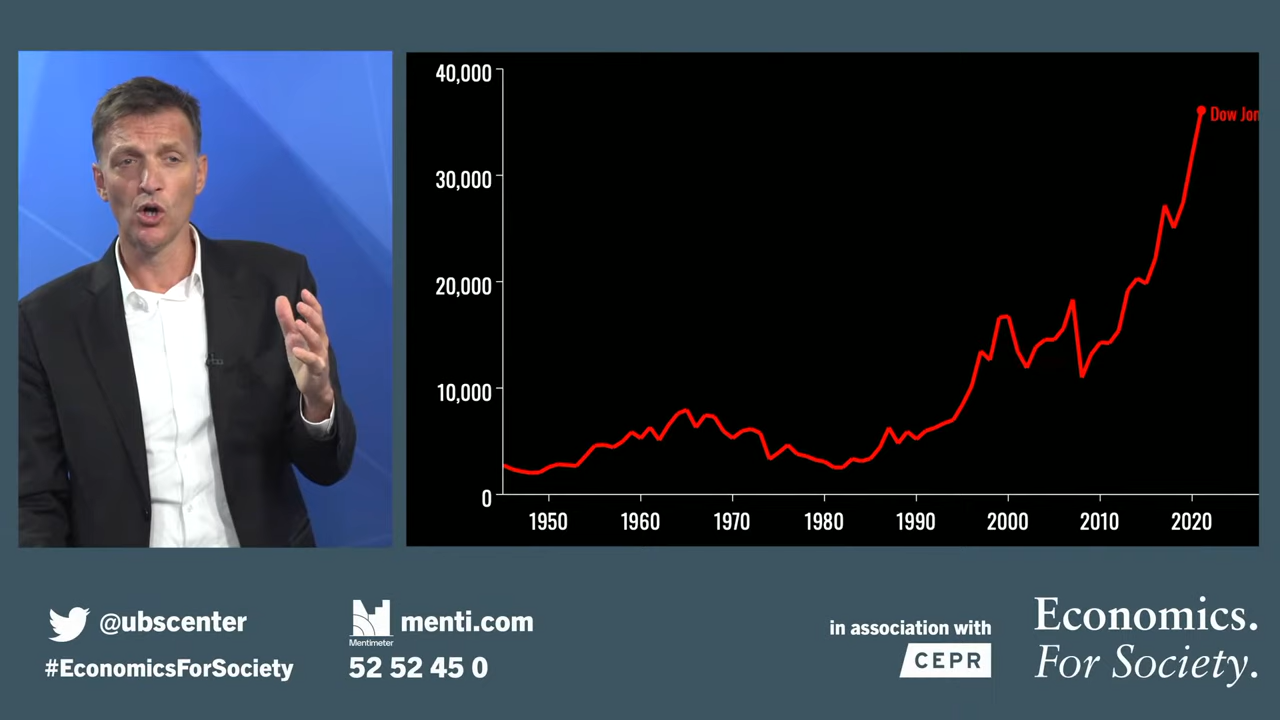 40,000
30,000
20,000
10,000
0
1950 1960 1970 1980 1990 2000 2010 2020
Dow Jon
@ubscenter
#EconomicsForSociety
Mentimeter
menti.com
52 52 45 0
in association with
CEPR
Economics.
For Society.